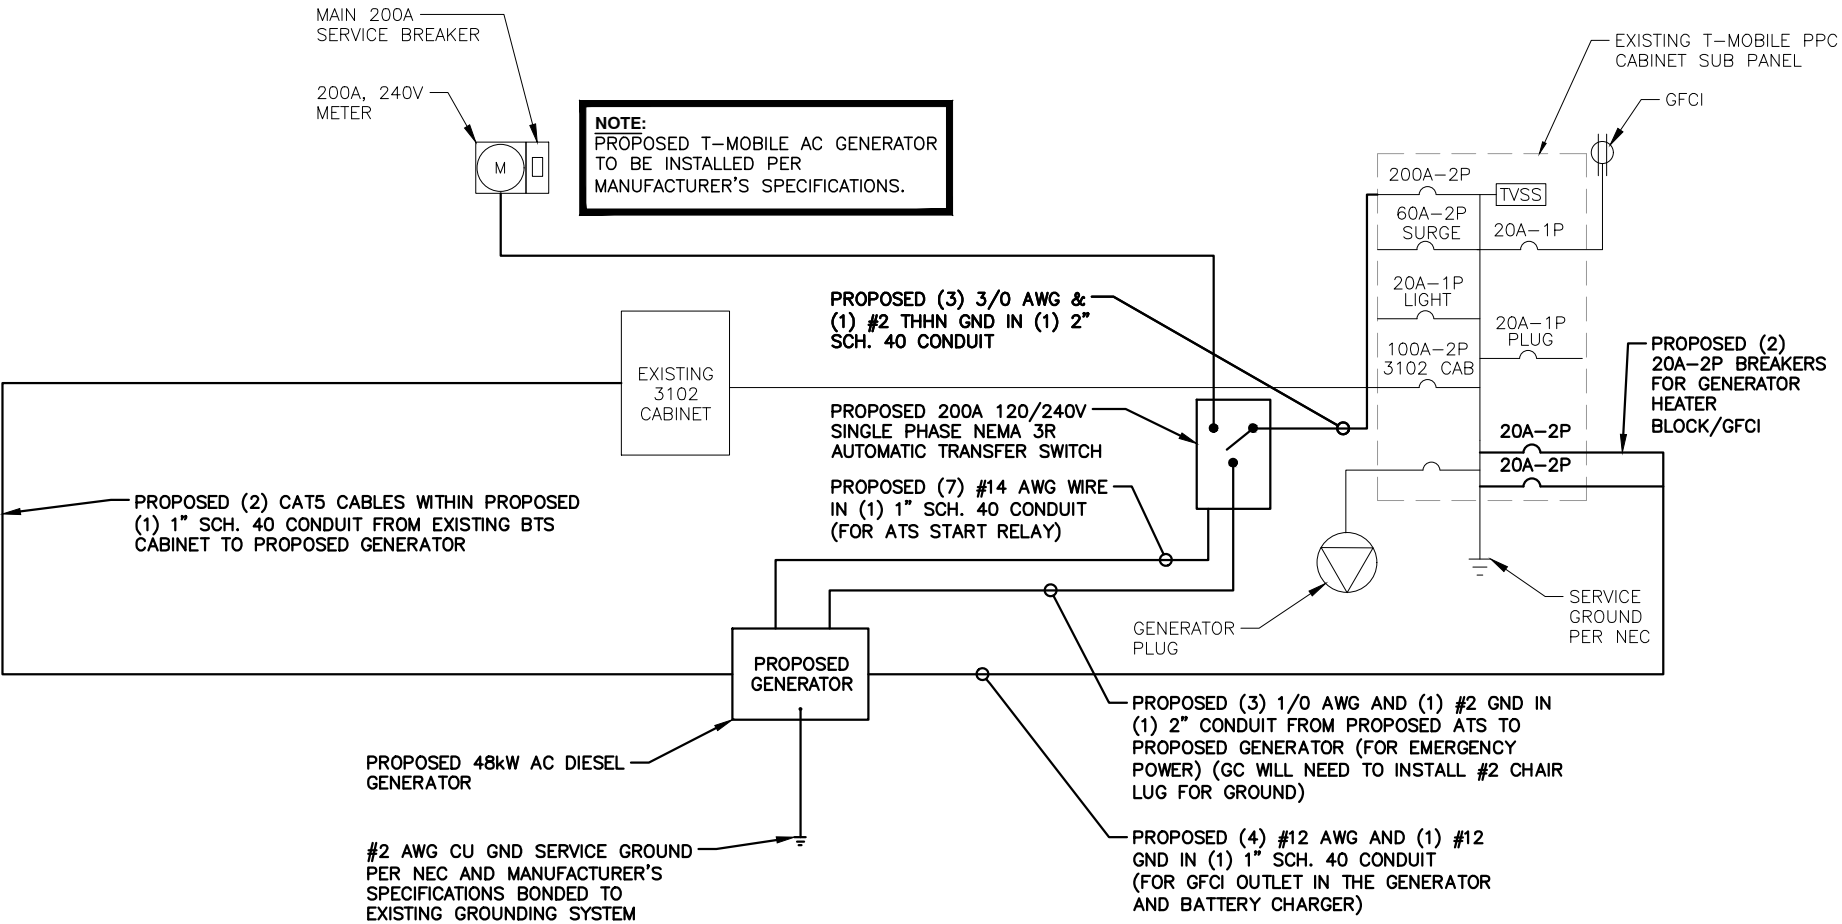 MAIN 200A
SERVICE BREAKER
200A, 240V
METER
M
NOTE:
PROPOSED T-MOBILE AC GENERATOR
TO BE INSTALLED PER
MANUFACTURER'S SPECIFICATIONS.
EXISTING T-MOBILE PPC
CABINET SUB PANEL
GFCI
200A-2P
TVSS
60A-2P
SURGE
20A-1P
20A-1P
LIGHT
20A-1P
PLUG
100A-2P
3102 CAB
20A-2P
20A-2P
PROPOSED (2)
20A-2P BREAKERS
FOR GENERATOR
HEATER
BLOCK/GFCI
PROPOSED (3) 3/0 AWG &
(1) #2 THHN GND IN (1) 2"
SCH. 40 CONDUIT
EXISTING
3102
CABINET
PROPOSED 200A 120/240V
SINGLE PHASE NEMA 3R
AUTOMATIC TRANSFER SWITCH
PROPOSED (7) #14 AWG WIRE
IN (1) 1" SCH. 40 CONDUIT
(FOR ATS START RELAY)
PROPOSED (2) CAT5 CABLES WITHIN PROPOSED
(1) 1" SCH. 40 CONDUIT FROM EXISTING BTS
CABINET TO PROPOSED GENERATOR
GENERATOR
PLUG
SERVICE
GROUND
PER NEC
PROPOSED
GENERATOR
PROPOSED (3) 1/0 AWG AND (1) #2 GND IN
(1) 2" CONDUIT FROM PROPOSED ATS TO
PROPOSED GENERATOR (FOR EMERGENCY
POWER) (GC WILL NEED TO INSTALL #2 CHAIR
LUG FOR GROUND)
PROPOSED 48kW AC DIESEL
GENERATOR
#2 AWG CU GND SERVICE GROUND
PER NEC AND MANUFACTURER'S
SPECIFICATIONS BONDED TO
EXISTING GROUNDING SYSTEM
PROPOSED (4) #12 AWG AND (1) #12
GND IN (1) 1" SCH. 40 CONDUIT
(FOR GFCI OUTLET IN THE GENERATOR
AND BATTERY CHARGER)